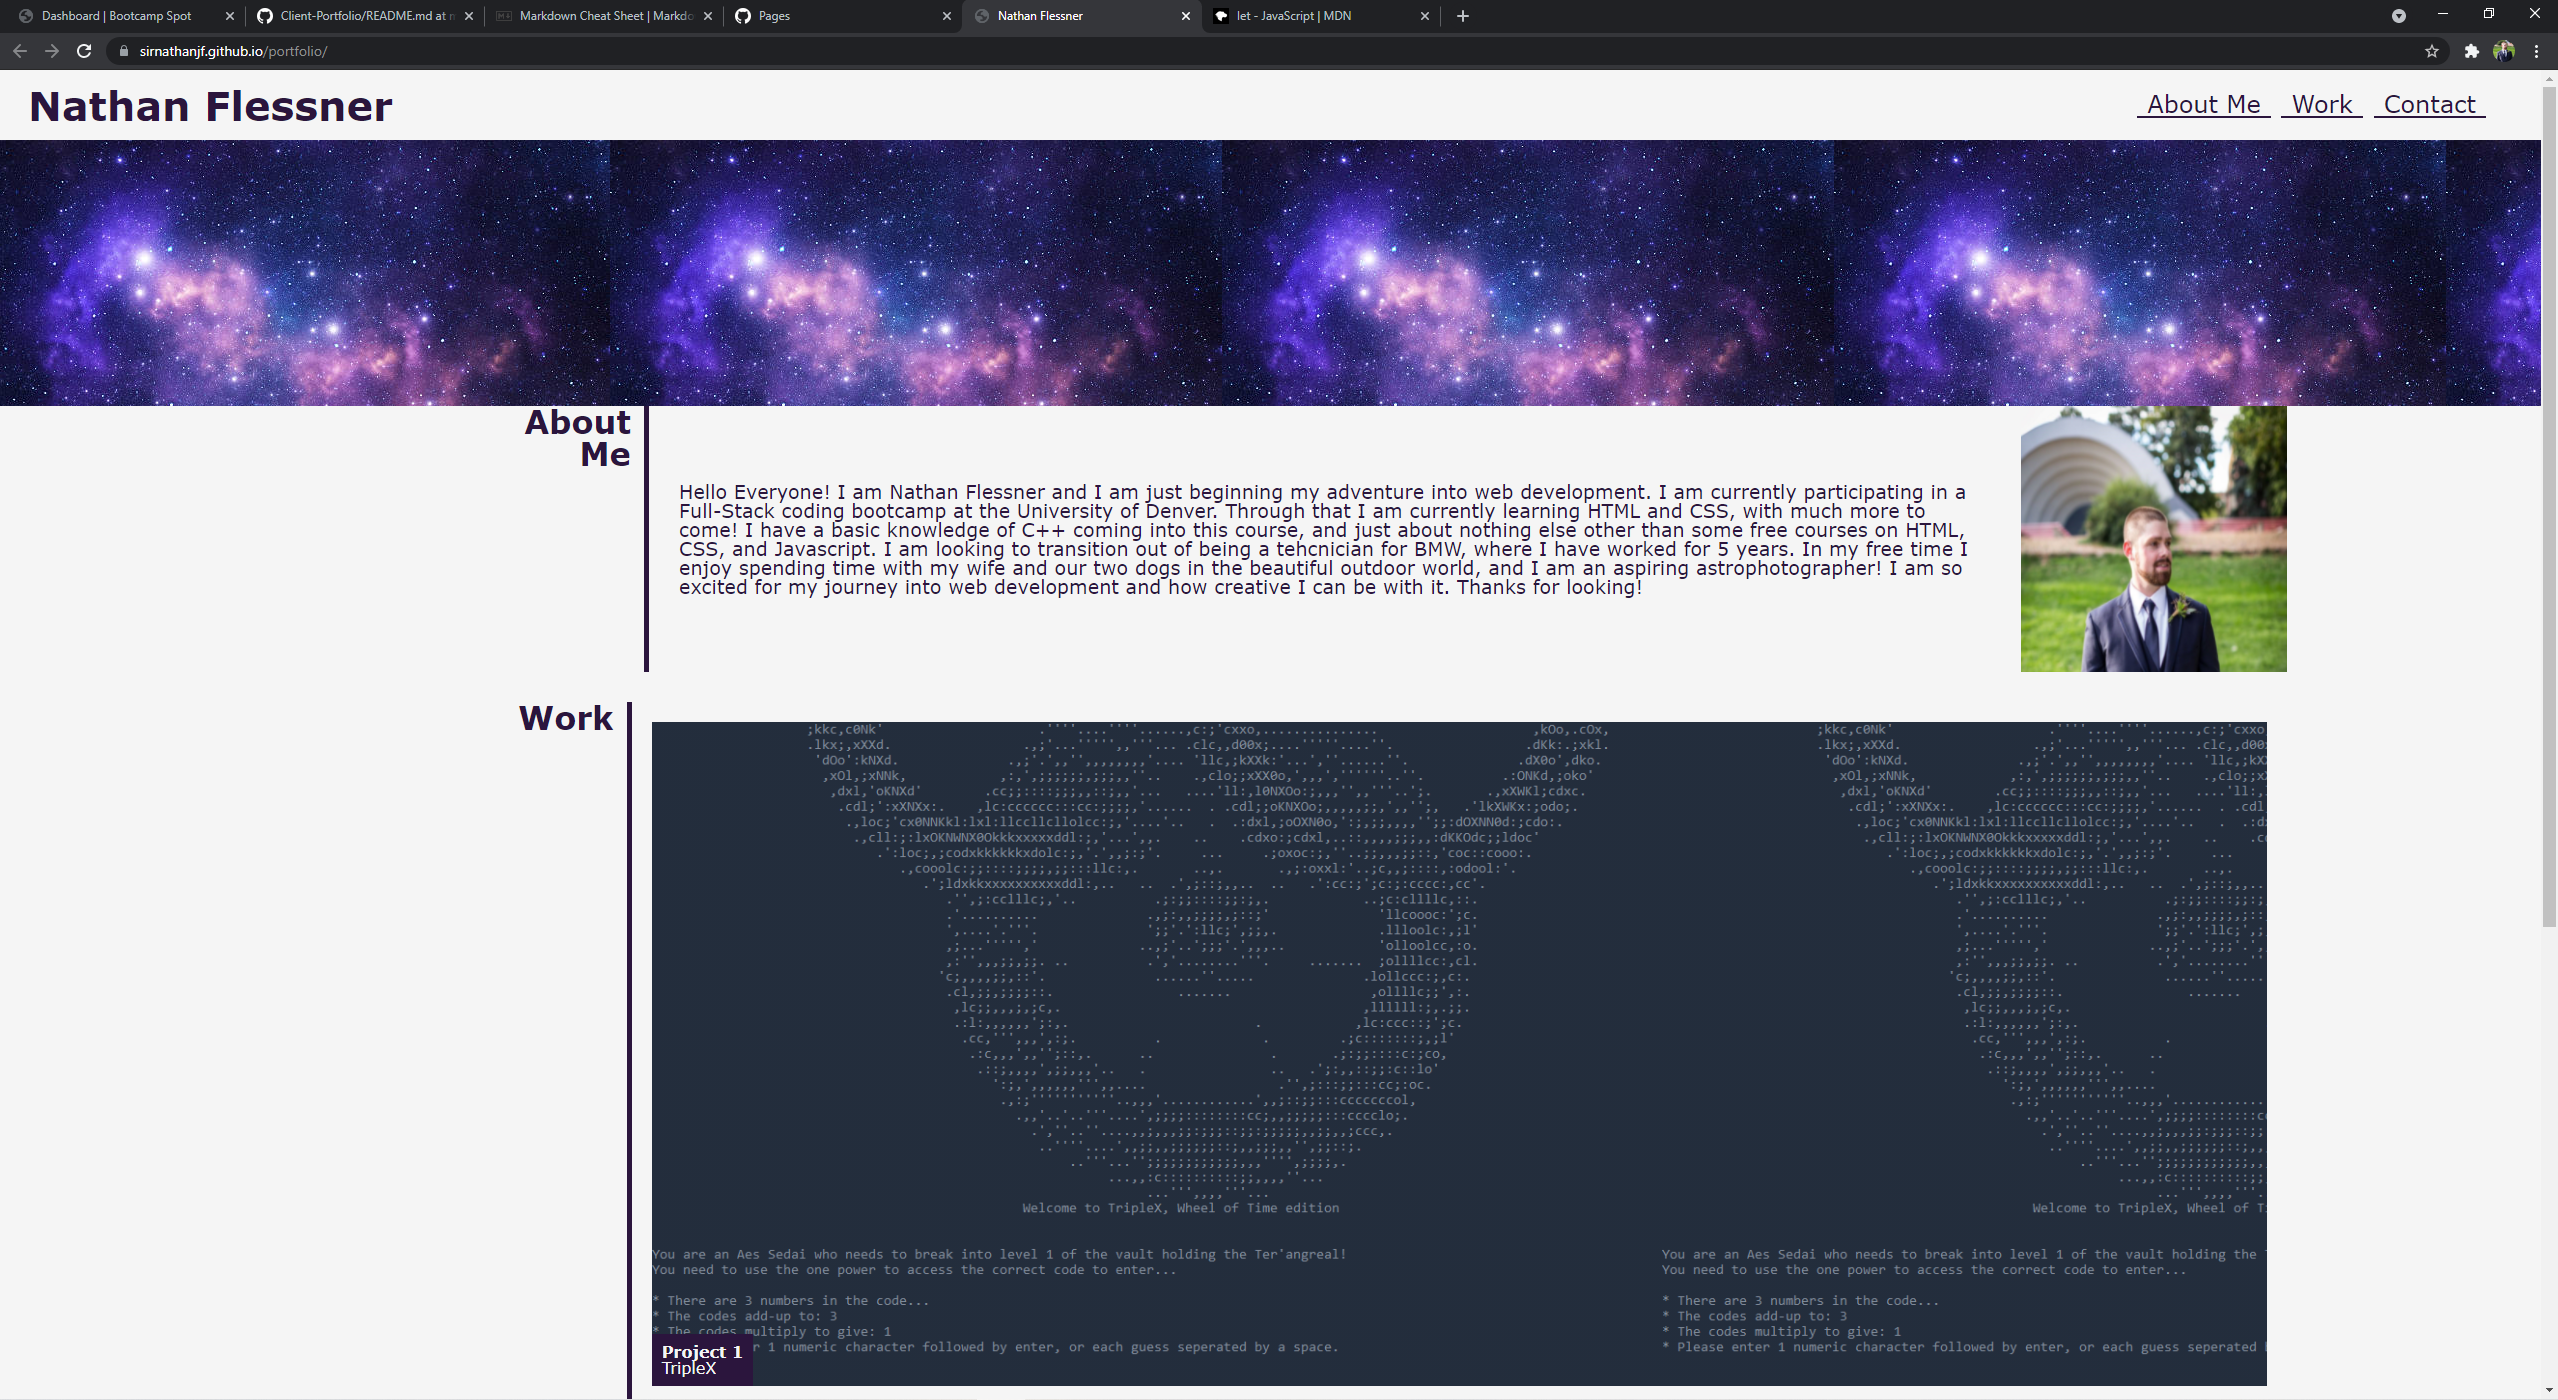 Dashboard | Bootcamp Spot
Client-Portfolio/README.md at m
Markdown Cheat Sheet | Markdo
Pages
Nathan Flessner
let - JavaScript | MDN
sirnathanjf.github.io/portfolio/
Nathan Flessner
About Me Work Contact
About
Me
Hello Everyone! I am Nathan Flessner and I am just beginning my adventure into web development. I am currently participating in a
Full-Stack coding bootcamp at the University of Denver. Through that I am currently learning HTML and CSS, with much more to
come! I have a basic knowledge of C++ coming into this course, and just about nothing else other than some free courses on HTML,
CSS, and Javascript. I am looking to transition out of being a tehcnician for BMW, where I have worked for 5 years. In my free time I
enjoy spending time with my wife and our two dogs in the beautiful outdoor world, and I am an aspiring astrophotographer! I am so
excited for my journey into web development and how creative I can be with it. Thanks for looking!
Work
Welcome to TripleX, Wheel of Time edition
Welcome to TripleX, Wheel of T
You are an Aes Sedai who needs to break into level 1 of the vault holding the Ter'angreal!
You need to use the one power to access the correct code to enter...
* There are 3 numbers in the code...
* The codes add-up to: 3
* The codes multiply to give: 1
r 1 numeric character followed by enter, or each guess seperated by a space.
You are an Aes Sedai who needs to break into level 1 of the vault holding the
You need to use the one power to access the correct code to enter...
* There are 3 numbers in the code...
* The codes add-up to: 3
* The codes multiply to give: 1
* Please enter 1 numeric character followed by enter, or each guess seperated
Project 1
TripleX